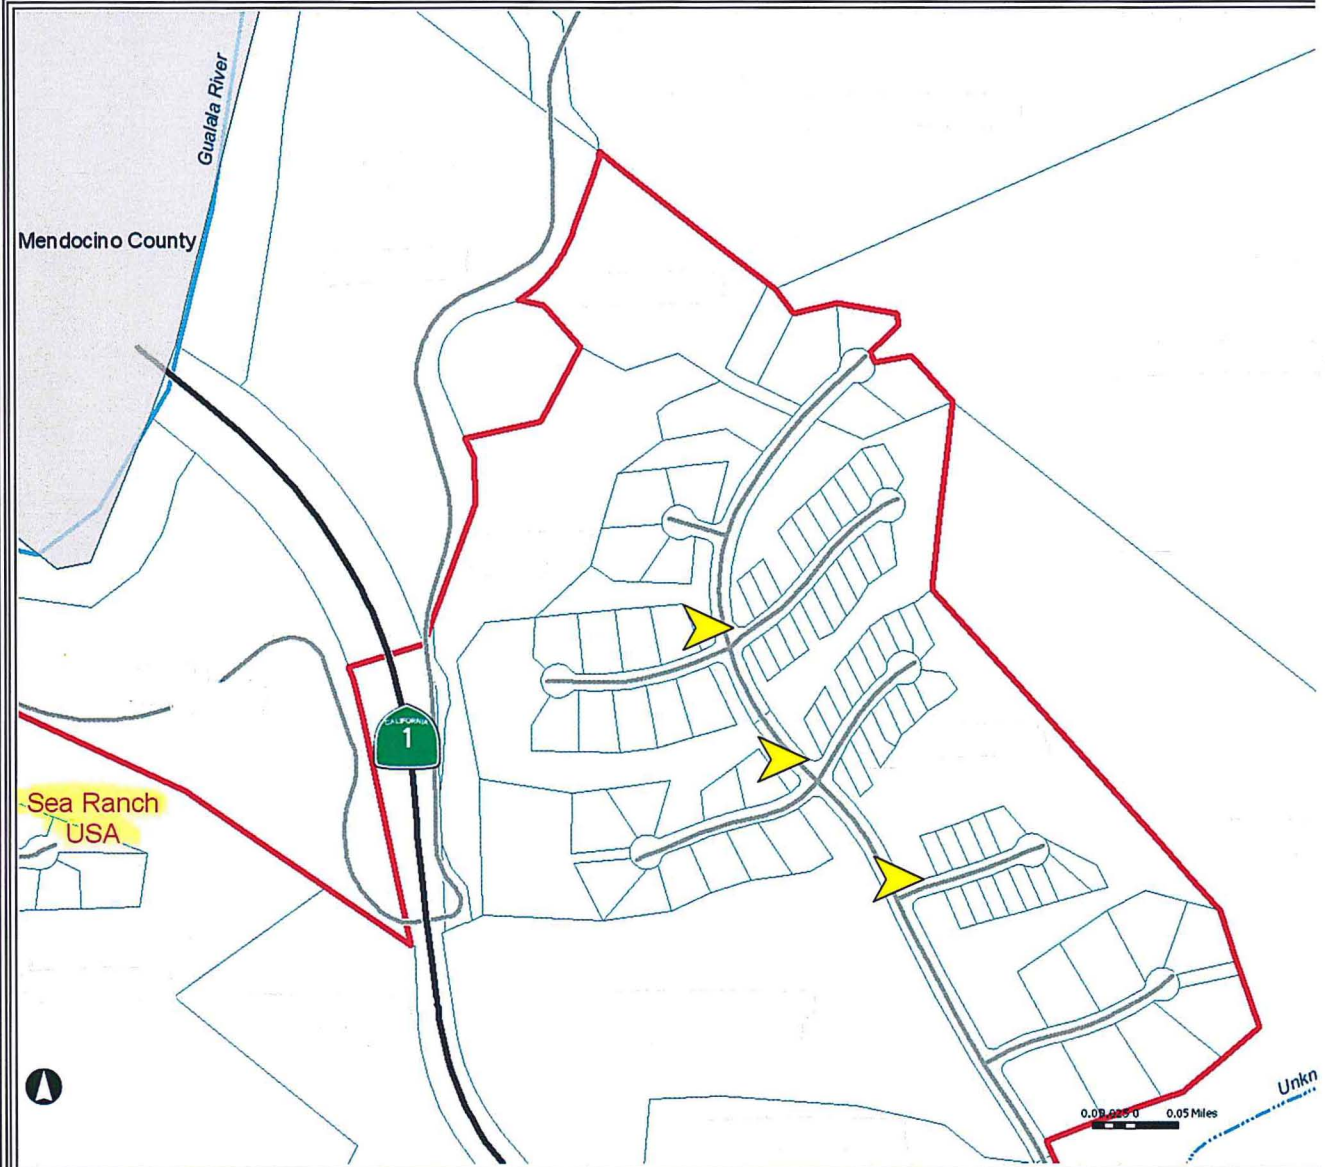 Gualala River
Mendocino County
CALIFORNIA
1
Sea Ranch
USA
0.05 Miles
Unkn